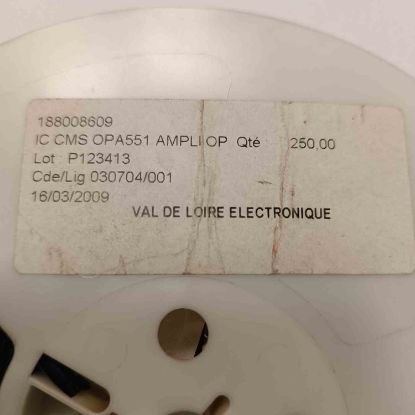 188008609
IC CMS OPA551 AMPLI OP Qté 250.00
Lot P123413
Cde/Lig 030704/001
16/03/2009
VAL DE LOIRE ELECTRONIQUE